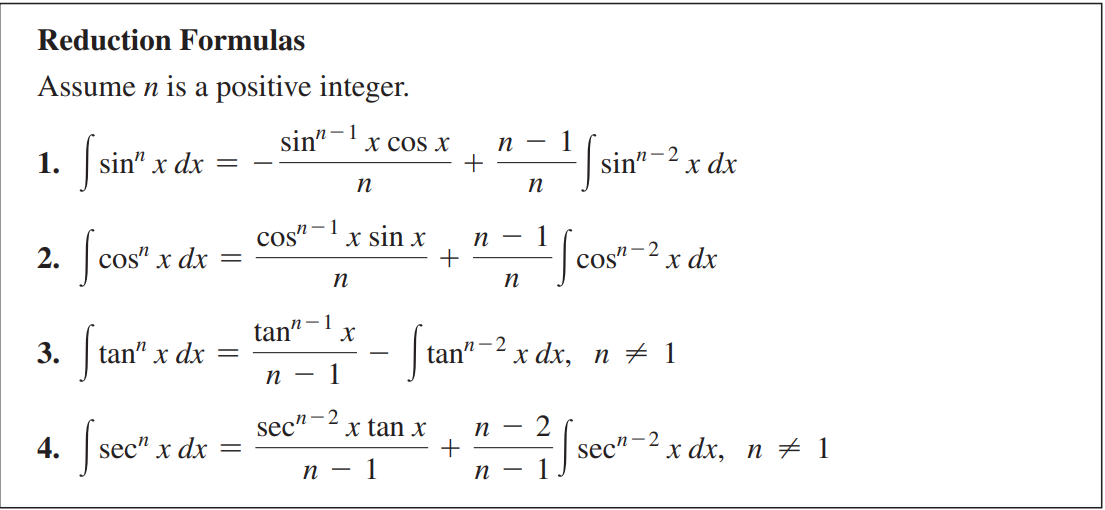 Reduction Formulas
Assume n is a positive integer.
1. ∫ sinⁿ x dx = − (sinⁿ⁻¹ x cos x)/n + (n − 1)/n ∫ sinⁿ⁻² x dx
2. ∫ cosⁿ x dx = (cosⁿ⁻¹ x sin x)/n + (n − 1)/n ∫ cosⁿ⁻² x dx
3. ∫ tanⁿ x dx = (tanⁿ⁻¹ x)/(n − 1) − ∫ tanⁿ⁻² x dx, n ≠ 1
4. ∫ secⁿ x dx = (secⁿ⁻² x tan x)/(n − 1) + (n − 2)/(n − 1) ∫ secⁿ⁻² x dx, n ≠ 1